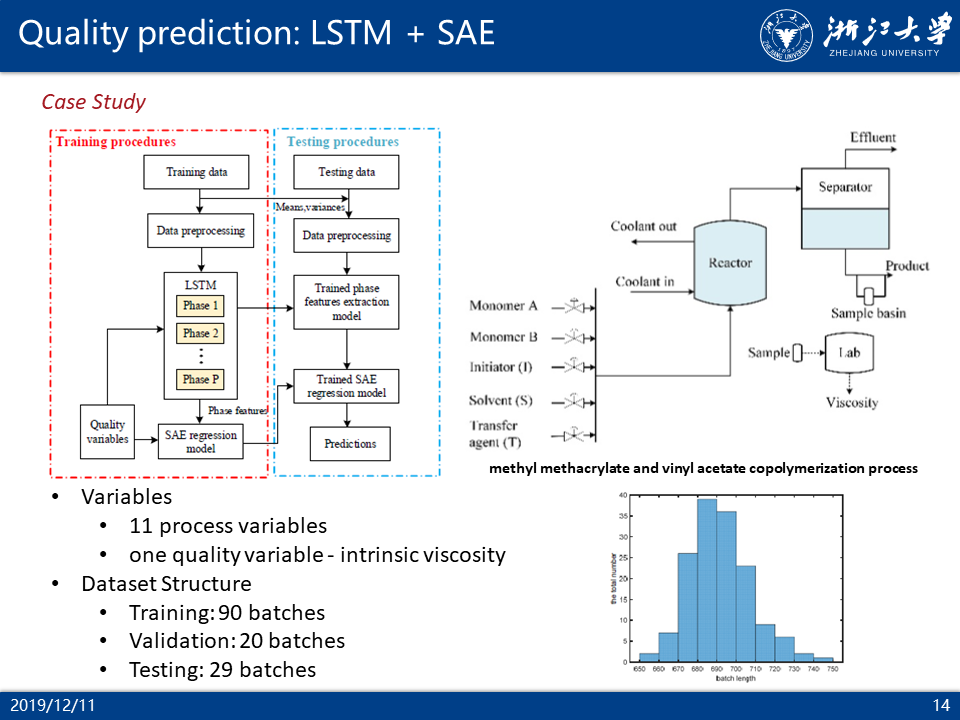 Quality prediction: LSTM + SAE
浙江大学
ZHEJIANG UNIVERSITY
Case Study
Training procedures
Training data
Data preprocessing
LSTM
Phase 1
Phase 2
Phase P
Phase features
Quality
variables
SAE regression
model
Testing procedures
Testing data
Means,variances
Data preprocessing
Trained phase
features extraction
model
Trained SAE
regression model
Predictions
Effluent
Separator
Coolant out
Reactor
Coolant in
Product
Sample basin
Monomer A
Monomer B
Initiator (I)
Solvent (S)
Transfer
agent (T)
Sample
Lab
Viscosity
methyl methacrylate and vinyl acetate copolymerization process
• Variables
• 11 process variables
• one quality variable - intrinsic viscosity
• Dataset Structure
• Training: 90 batches
• Validation: 20 batches
• Testing: 29 batches
the total number
40
35
30
25
20
15
10
5
0
650 660 670 680 690 700 710 720 730 740 750
batch length
2019/12/11
14